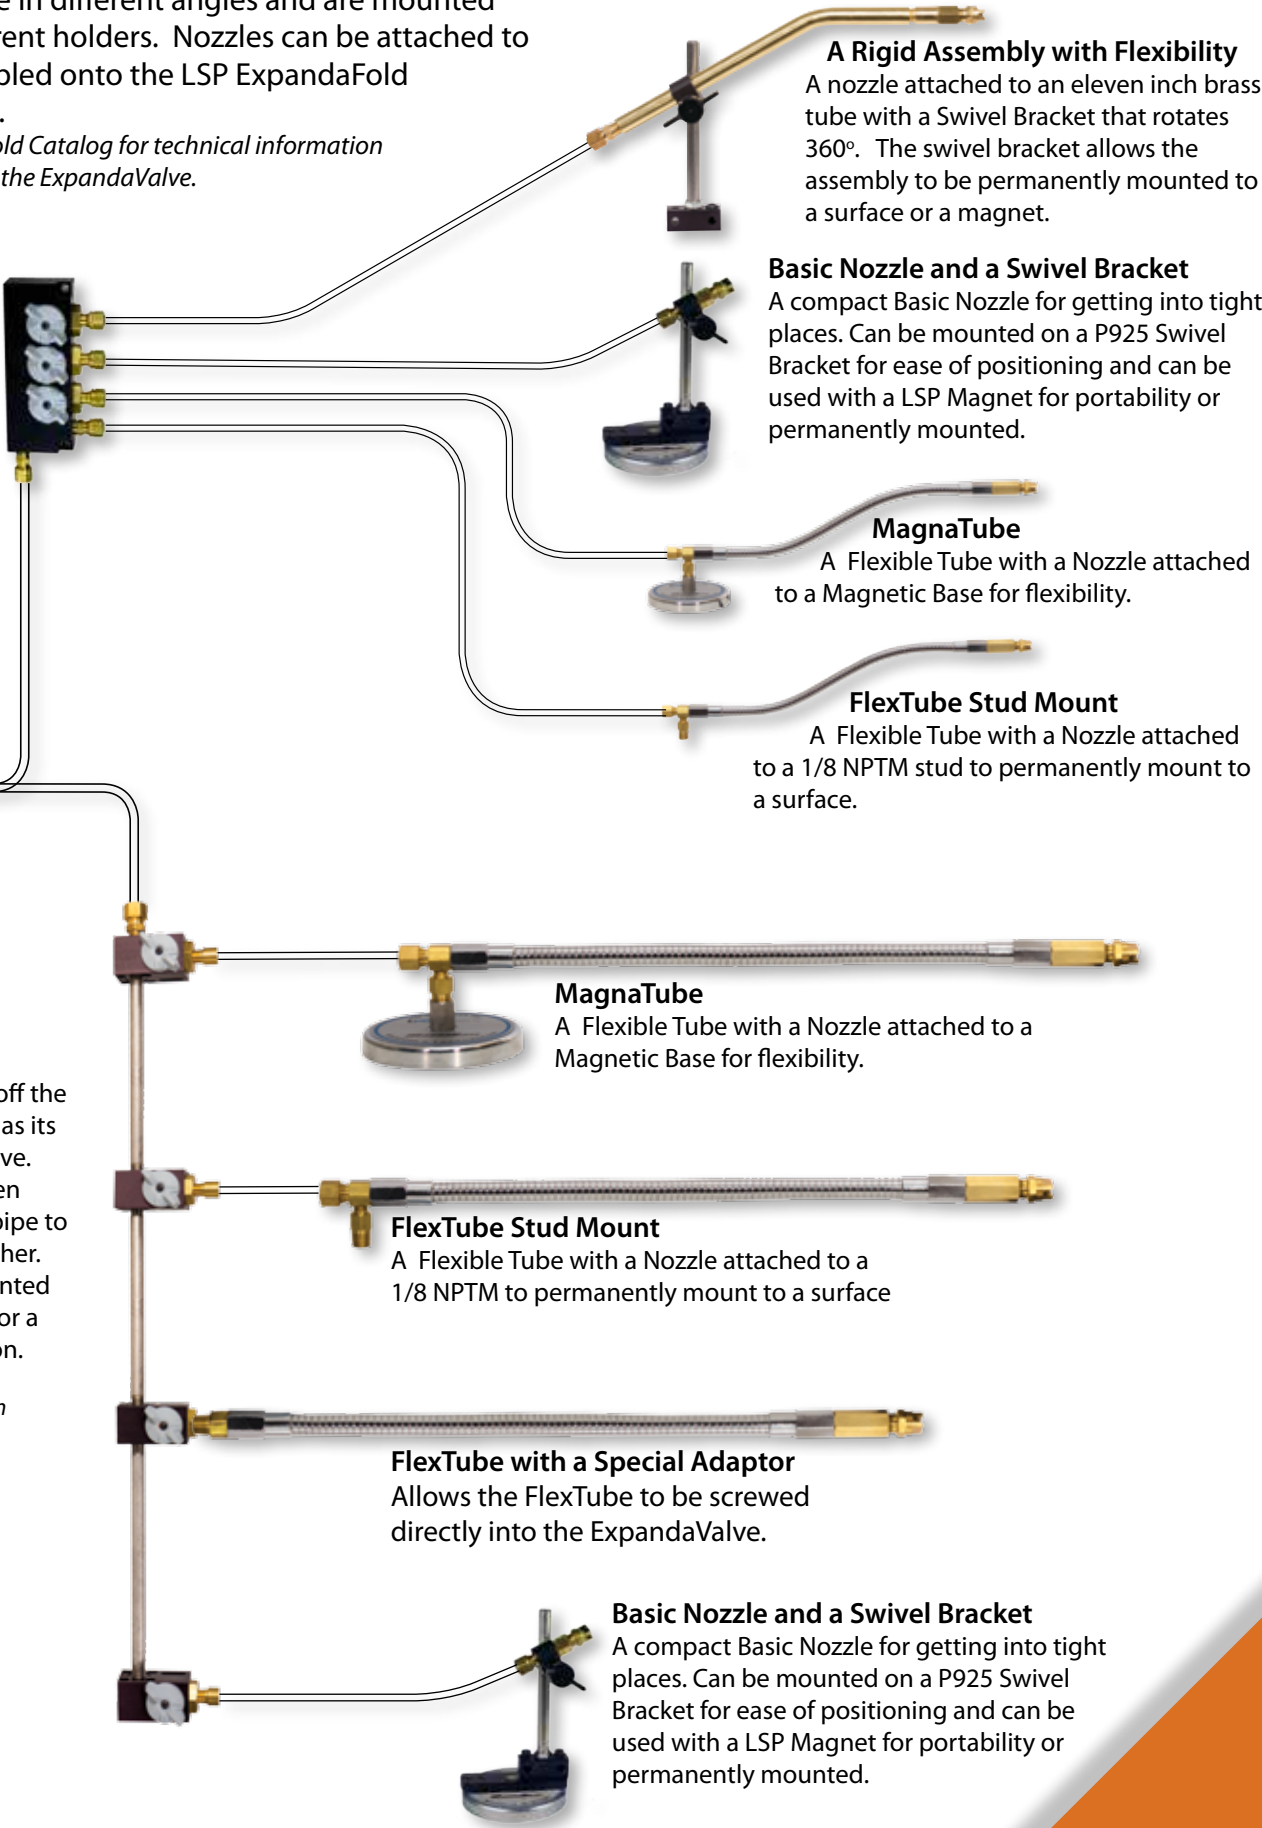 e in different angles and are mounted
rent holders. Nozzles can be attached to
pled onto the LSP ExpandaFold
.
old Catalog for technical information
the ExpandaValve.
A Rigid Assembly with Flexibility
A nozzle attached to an eleven inch brass
tube with a Swivel Bracket that rotates
360º. The swivel bracket allows the
assembly to be permanently mounted to
a surface or a magnet.
Basic Nozzle and a Swivel Bracket
A compact Basic Nozzle for getting into tight
places. Can be mounted on a P925 Swivel
Bracket for ease of positioning and can be
used with a LSP Magnet for portability or
permanently mounted.
MagnaTube
A Flexible Tube with a Nozzle attached
to a Magnetic Base for flexibility.
FlexTube Stud Mount
A Flexible Tube with a Nozzle attached
to a 1/8 NPTM stud to permanently mount to
a surface.
MagnaTube
A Flexible Tube with a Nozzle attached to a
Magnetic Base for flexibility.
off the
as its
ve.
en
pipe to
her.
nted
or a
on.
n
FlexTube Stud Mount
A Flexible Tube with a Nozzle attached to a
1/8 NPTM to permanently mount to a surface
FlexTube with a Special Adaptor
Allows the FlexTube to be screwed
directly into the ExpandaValve.
Basic Nozzle and a Swivel Bracket
A compact Basic Nozzle for getting into tight
places. Can be mounted on a P925 Swivel
Bracket for ease of positioning and can be
used with a LSP Magnet for portability or
permanently mounted.